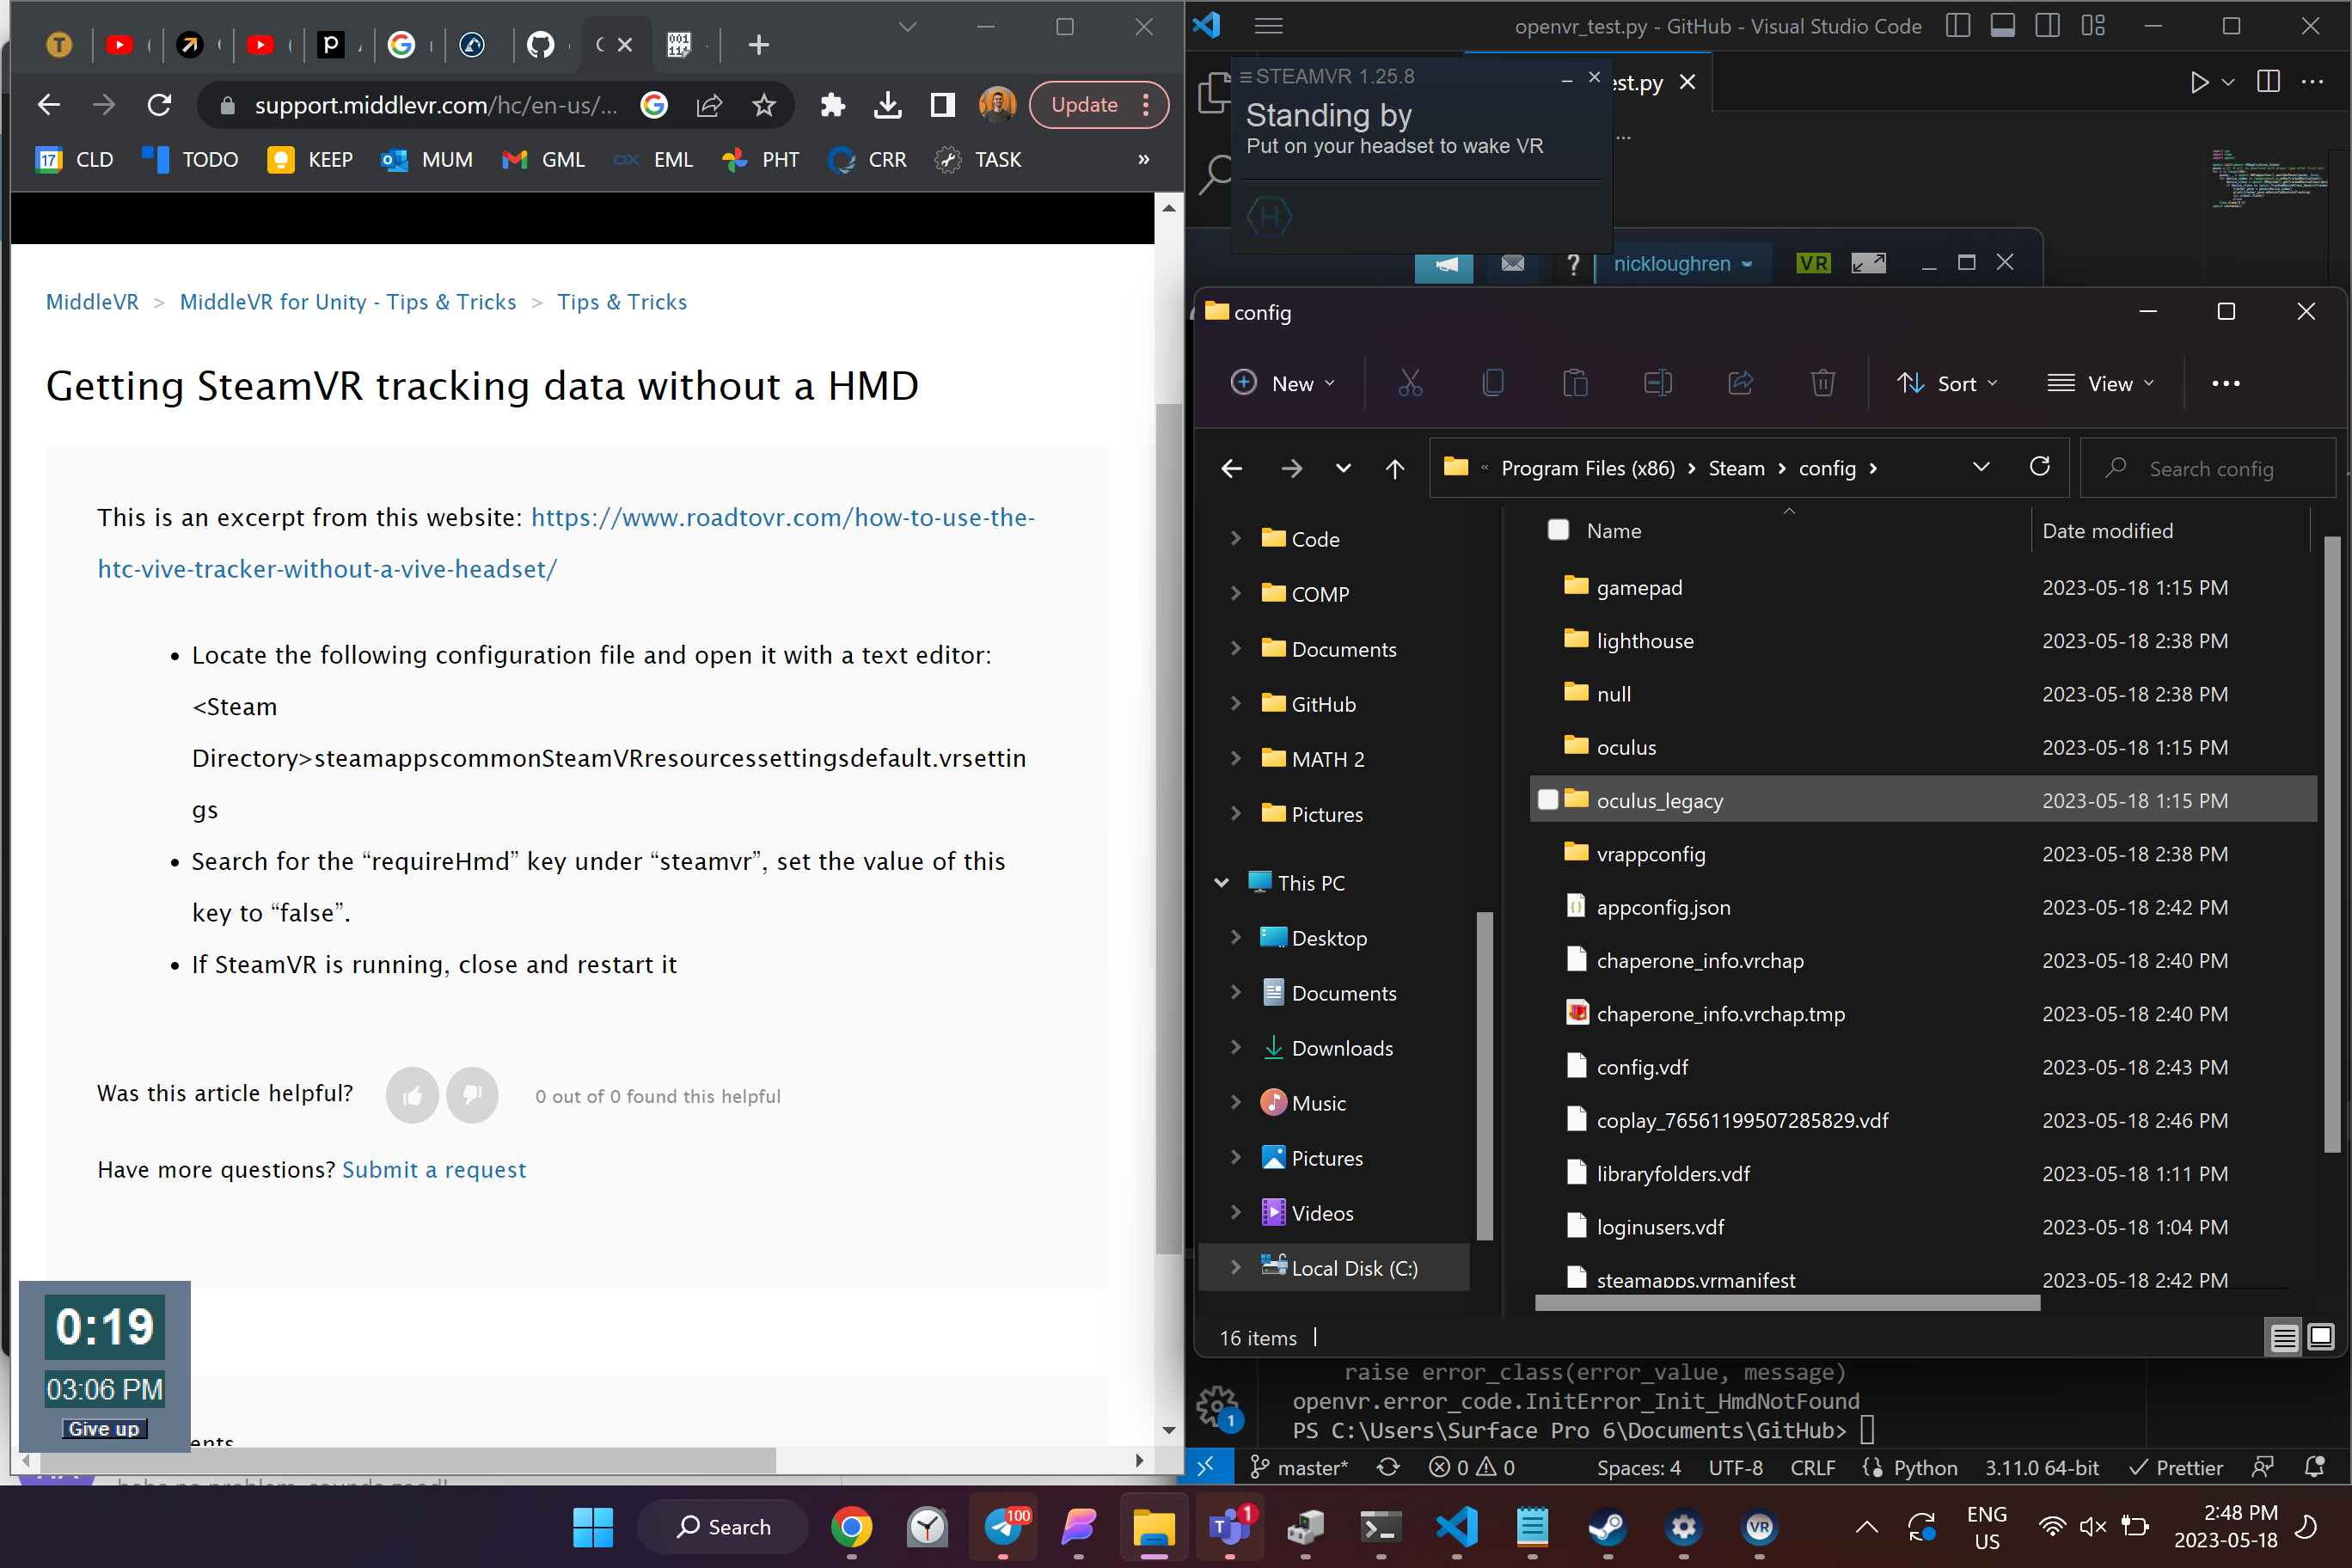 support.middlevr.com/hc/en-us/...
Update
17
CLD
TODO
KEEP
MUM
GML
EML
PHT
CRR
TASK
»
MiddleVR > MiddleVR for Unity - Tips & Tricks > Tips & Tricks
Getting SteamVR tracking data without a HMD
This is an excerpt from this website: https://www.roadtovr.com/how-to-use-the-
htc-vive-tracker-without-a-vive-headset/
Locate the following configuration file and open it with a text editor:
<Steam
Directory>steamappscommonSteamVRresourcessettingsdefault.vrsettin
gs
Search for the “requireHmd” key under “steamvr”, set the value of this
key to “false”.
If SteamVR is running, close and restart it
Was this article helpful?
0 out of 0 found this helpful
Have more questions? Submit a request
0:19
03:06 PM
Give up
openvr_test.py - GitHub - Visual Studio Code
STEAMVR 1.25.8
Standing by
Put on your headset to wake VR
est.py
...
nickloughren
VR
config
New
Sort
View
« Program Files (x86) > Steam > config >
Search config
Code
COMP
Documents
GitHub
MATH 2
Pictures
This PC
Desktop
Documents
Downloads
Music
Pictures
Videos
Local Disk (C:)
Name Date modified
gamepad 2023-05-18 1:15 PM
lighthouse 2023-05-18 2:38 PM
null 2023-05-18 2:38 PM
oculus 2023-05-18 1:15 PM
oculus_legacy 2023-05-18 1:15 PM
vrappconfig 2023-05-18 2:38 PM
appconfig.json 2023-05-18 2:42 PM
chaperone_info.vrchap 2023-05-18 2:40 PM
chaperone_info.vrchap.tmp 2023-05-18 2:40 PM
config.vdf 2023-05-18 2:43 PM
coplay_76561199507285829.vdf 2023-05-18 2:46 PM
libraryfolders.vdf 2023-05-18 1:11 PM
loginusers.vdf 2023-05-18 1:04 PM
steamapps.vrmanifest 2023-05-18 2:42 PM
16 items
raise error_class(error_value, message)
openvr.error_code.InitError_Init_HmdNotFound
PS C:\Users\Surface Pro 6\Documents\GitHub>
1
master* 0 0 Spaces: 4 UTF-8 CRLF Python 3.11.0 64-bit Prettier
Search
100
1
ENG
US
2:48 PM
2023-05-18